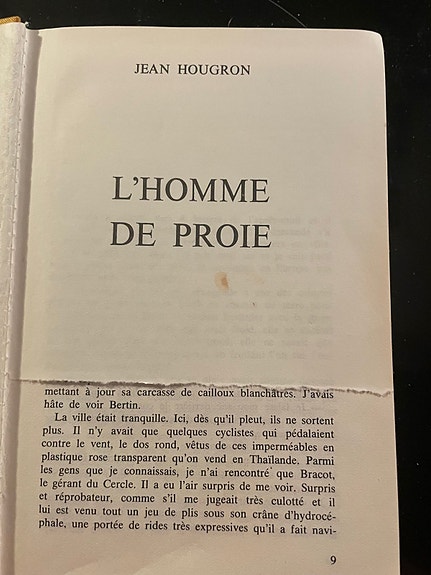 JEAN HOUGRON
L'HOMME
DE PROIE
mettant à jour sa carcasse de cailloux blanchâtres. J'avais
hâte de voir Bertin.
La ville était tranquille. Ici, dès qu'il pleut, ils ne sortent
plus. Il n'y avait que quelques cyclistes qui pédalaient
contre le vent, le dos rond, vêtus de ces imperméables en
plastique rose transparent qu'on vend en Thaïlande. Parmi
les gens que je connaissais, je n'ai rencontré que Bracot,
le gérant du Cercle. Il a eu l'air surpris de me voir. Surpris
et réprobateur, comme s'il me jugeait très culotté et il
lui est venu tout un jeu de plis sous son crâne d'hydrocé-
phale, une portée de rides très expressives qu'il a fait navi-
9